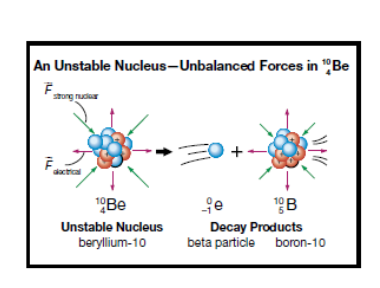 An Unstable Nucleus—Unbalanced Forces in ¹⁰₄Be
F⃗ strong nuclear
F⃗ electrical
+
¹⁰₄Be
⁰₋₁e
¹⁰₅B
Unstable Nucleus
Decay Products
beryllium-10
beta particle
boron-10